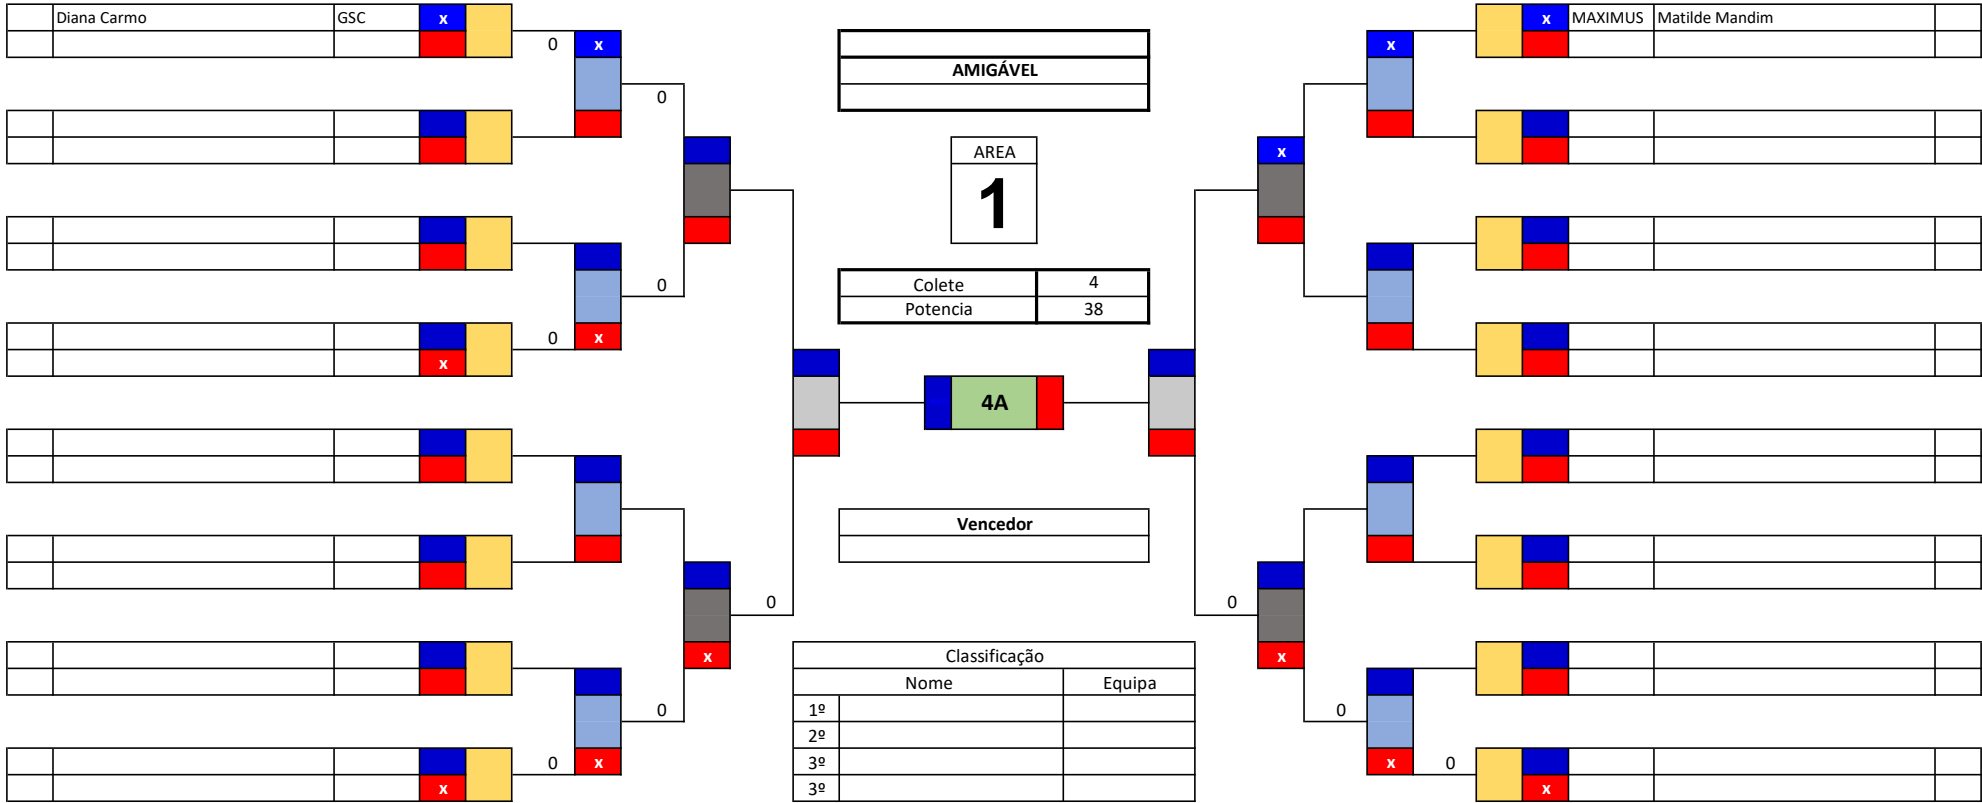 Diana Carmo GSC x x MAXIMUS Matilde Mandim
0 x x
AMIGÁVEL
0
AREA x
1
0 Colete 4
Potencia 38
0 x
x
4A
Vencedor
0 0
x Classificação x
Nome Equipa
0 1º 0
2º
0 x 3º x 0
x 3º x